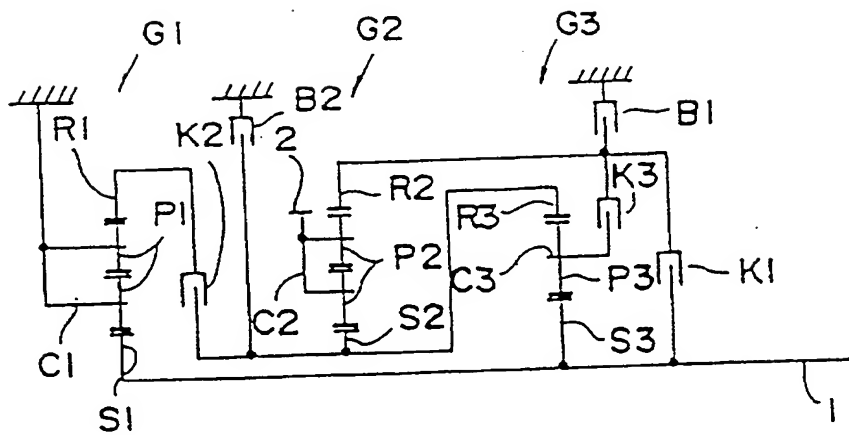 G1 G2 G3
B2 B1
R1 K2 2 R2 K3
R3
P1 P2 C3 P3 K1
C1 C2 S2 S3
S1 1